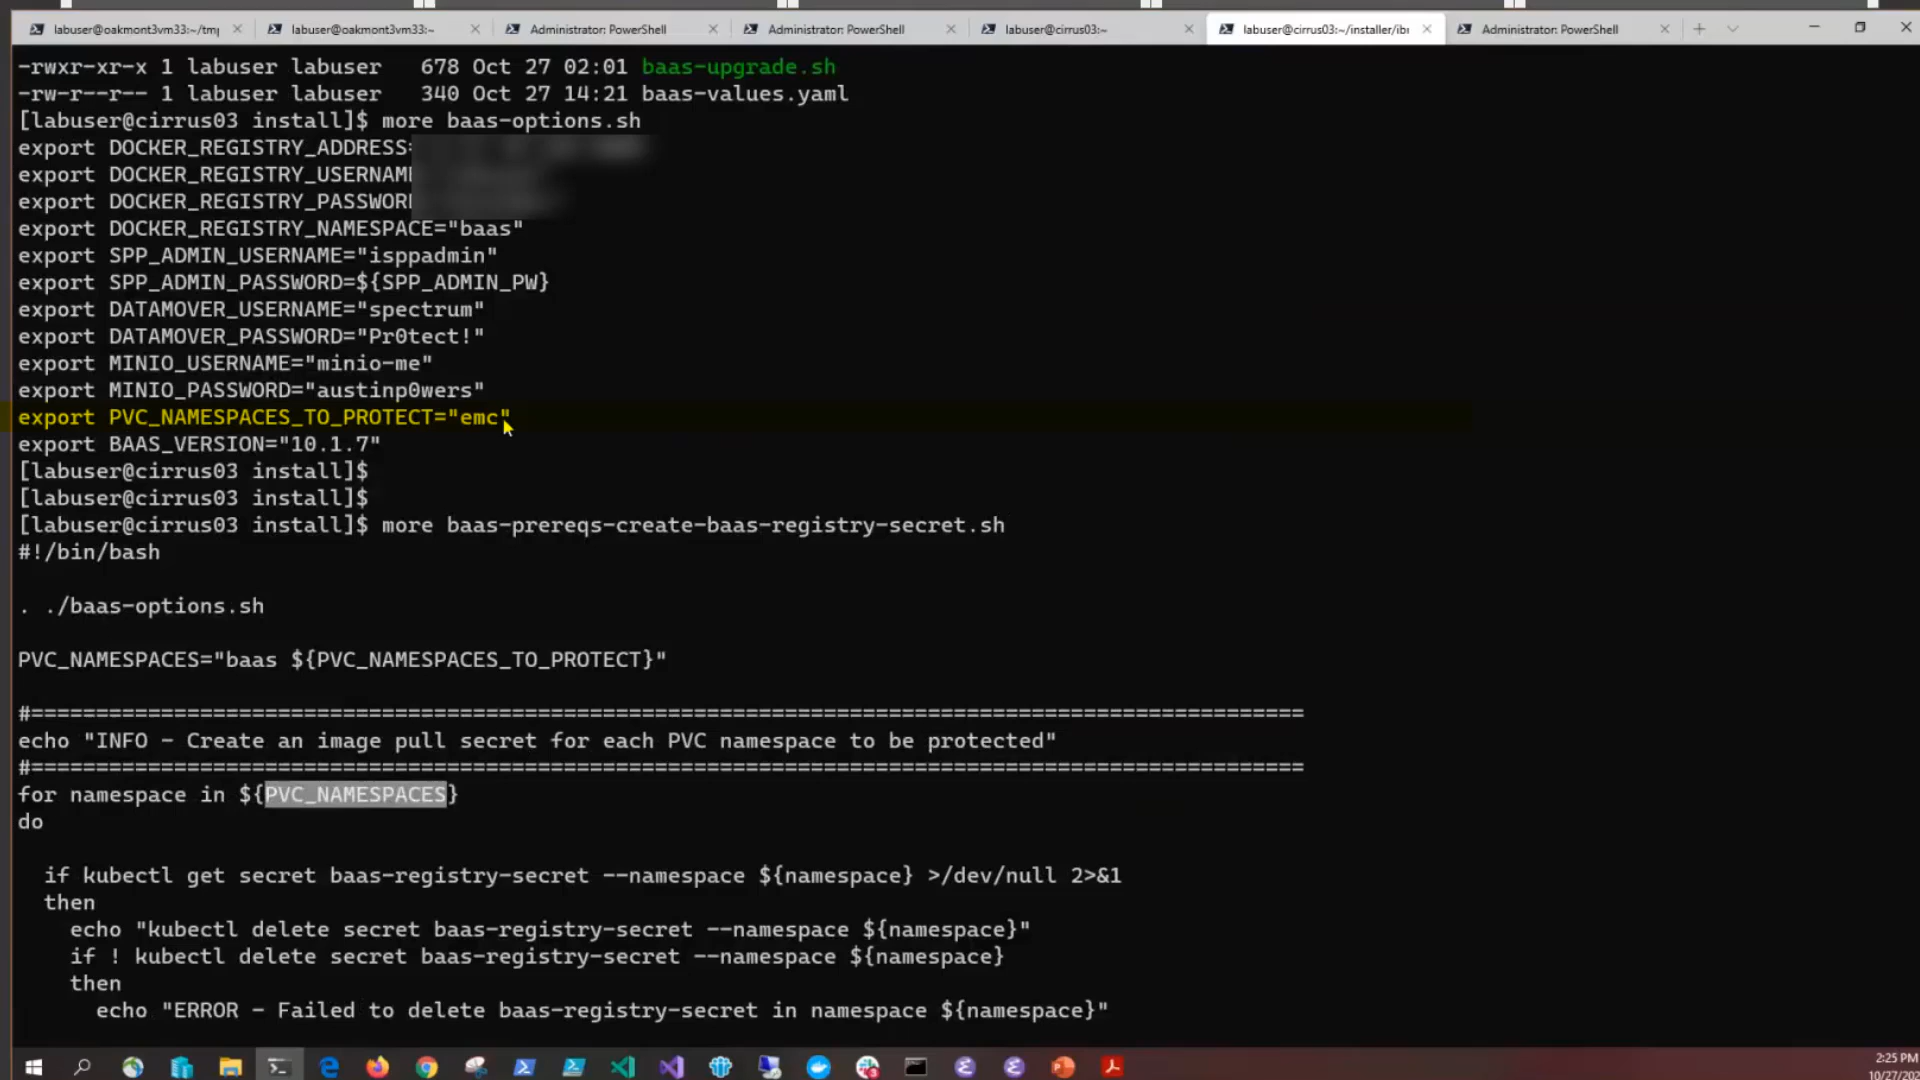 labuser@oakmont3vm33:~/tmp
labuser@oakmont3vm33:~
Administrator: PowerShell
Administrator: PowerShell
labuser@cirrus03:~
labuser@cirrus03:~/installer/ib
Administrator: PowerShell
-rwxr-xr-x 1 labuser labuser   678 Oct 27 02:01 baas-upgrade.sh
-rw-r--r-- 1 labuser labuser   340 Oct 27 14:21 baas-values.yaml
[labuser@cirrus03 install]$ more baas-options.sh
export DOCKER_REGISTRY_ADDRESS=
export DOCKER_REGISTRY_USERNAM
export DOCKER_REGISTRY_PASSWOR
export DOCKER_REGISTRY_NAMESPACE="baas"
export SPP_ADMIN_USERNAME="isppadmin"
export SPP_ADMIN_PASSWORD=${SPP_ADMIN_PW}
export DATAMOVER_USERNAME="spectrum"
export DATAMOVER_PASSWORD="Pr0tect!"
export MINIO_USERNAME="minio-me"
export MINIO_PASSWORD="austinp0wers"
export PVC_NAMESPACES_TO_PROTECT="emc"
export BAAS_VERSION="10.1.7"
[labuser@cirrus03 install]$
[labuser@cirrus03 install]$
[labuser@cirrus03 install]$ more baas-prereqs-create-baas-registry-secret.sh
#!/bin/bash
. ./baas-options.sh
PVC_NAMESPACES="baas ${PVC_NAMESPACES_TO_PROTECT}"
#==================================================================================================
echo "INFO - Create an image pull secret for each PVC namespace to be protected"
#==================================================================================================
for namespace in ${PVC_NAMESPACES}
do
  if kubectl get secret baas-registry-secret --namespace ${namespace} >/dev/null 2>&1
  then
    echo "kubectl delete secret baas-registry-secret --namespace ${namespace}"
    if ! kubectl delete secret baas-registry-secret --namespace ${namespace}
    then
      echo "ERROR - Failed to delete baas-registry-secret in namespace ${namespace}"
2:25 PM
10/27/202